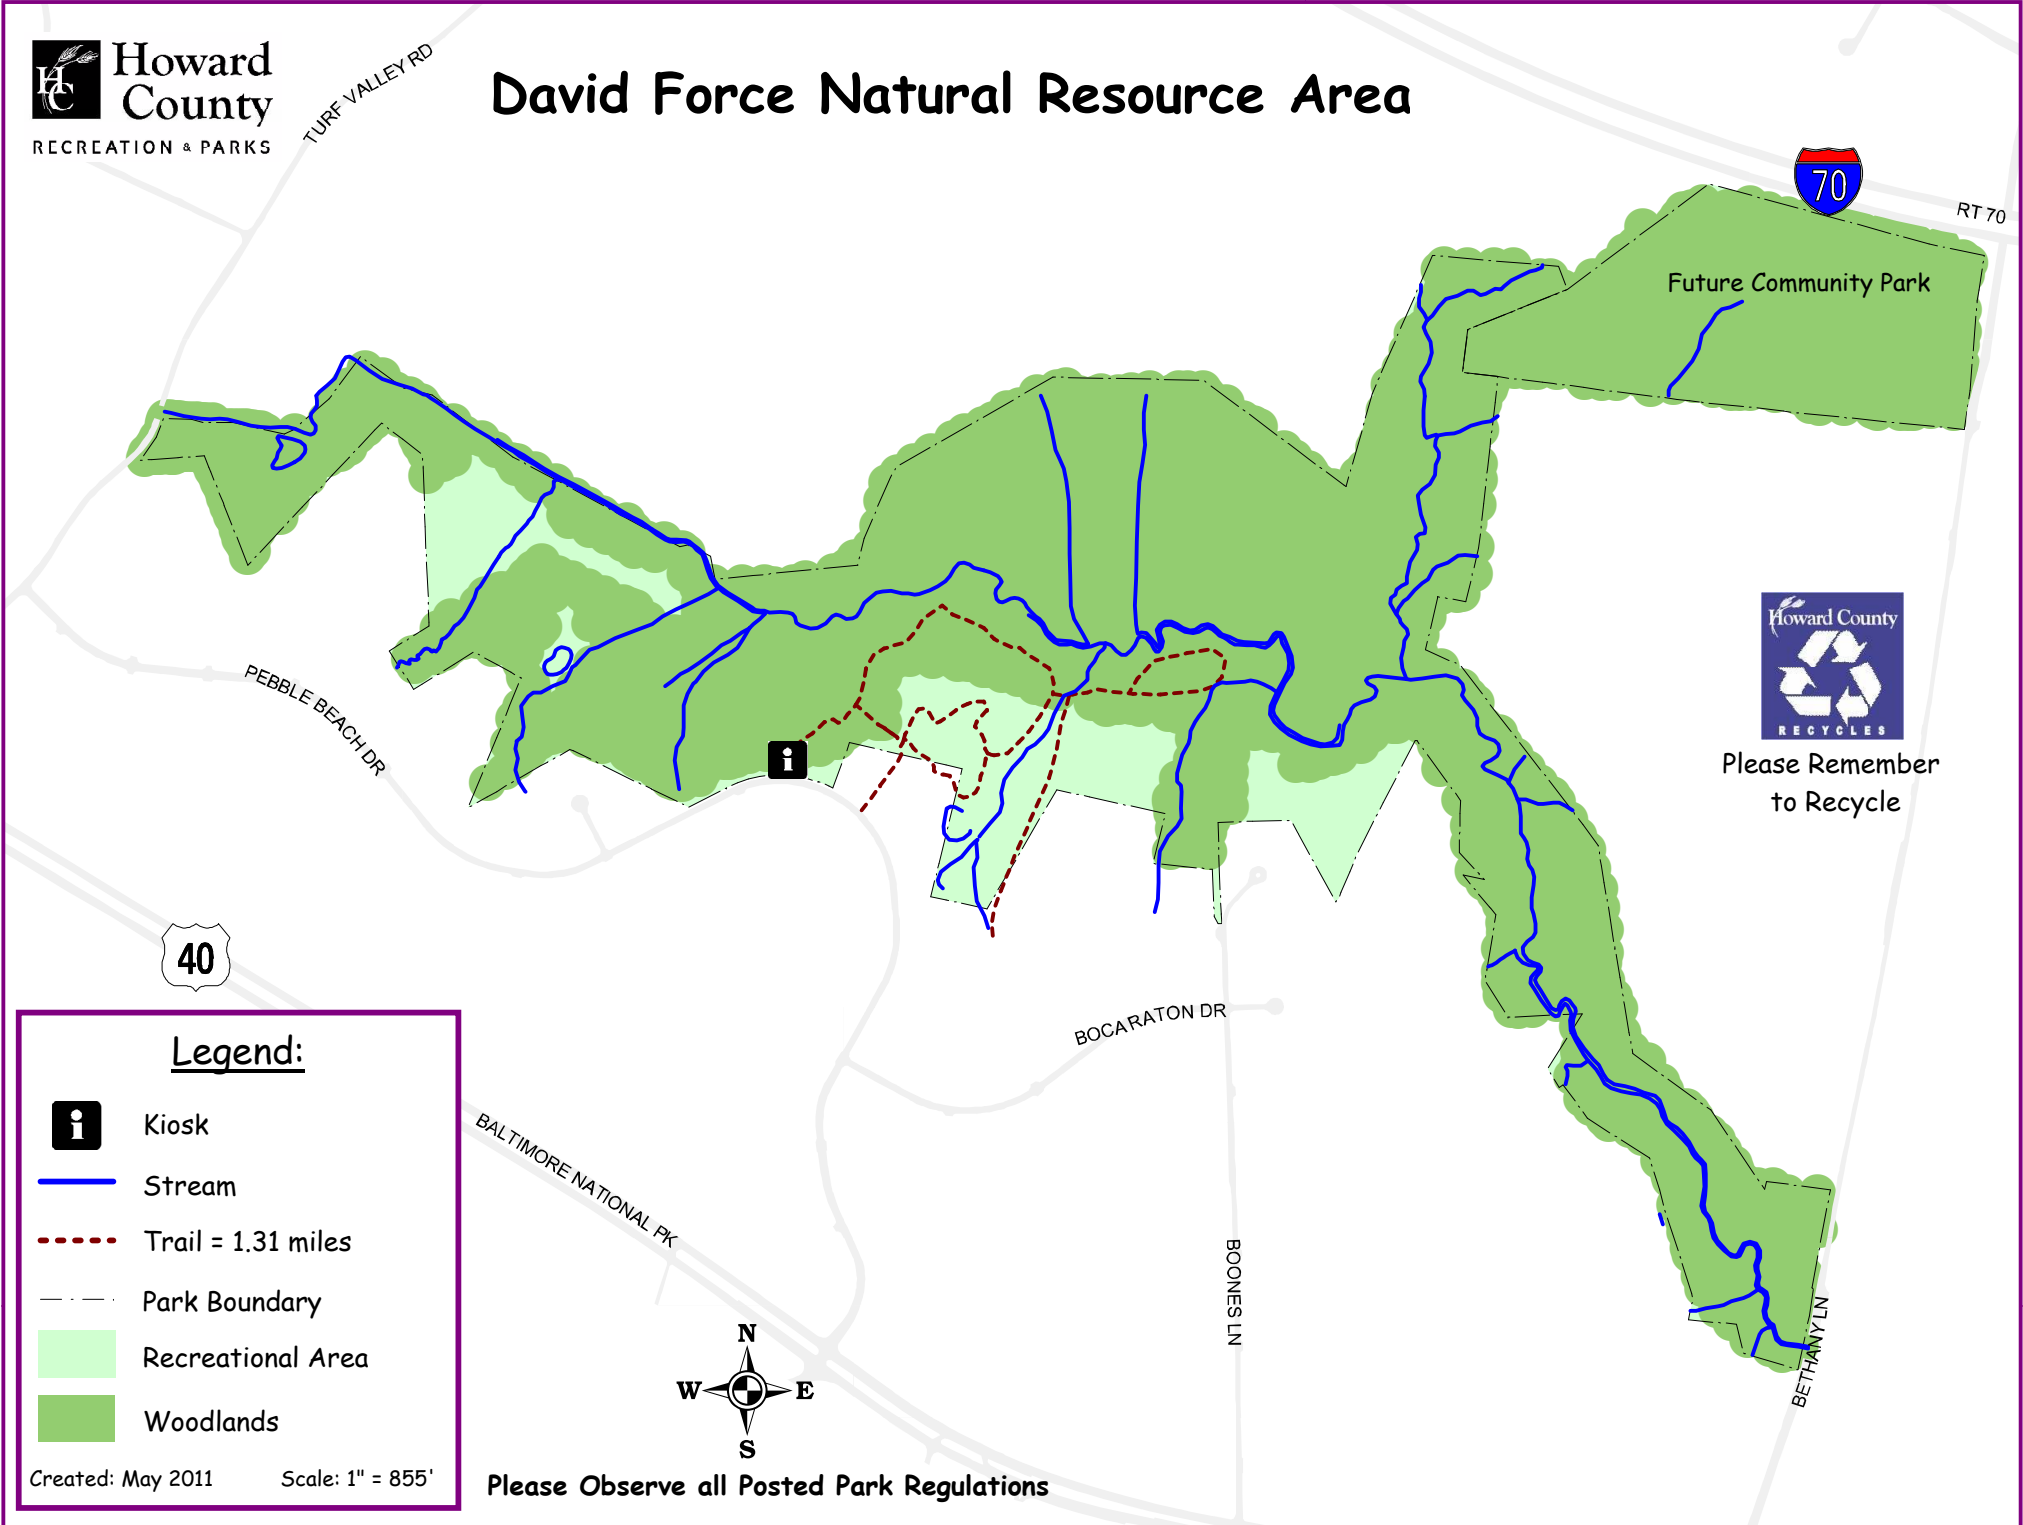 HC
Howard
County
RECREATION & PARKS
TURF VALLEY RD
David Force Natural Resource Area
70
RT 70
Future Community Park
PEBBLE BEACH DR
Howard County
RECYCLES
Please Remember
to Recycle
40
BOCARATON DR
BALTIMORE NATIONAL PK
BOONES LN
BETHANY LN
Legend:
Kiosk
Stream
Trail = 1.31 miles
Park Boundary
Recreational Area
Woodlands
Created: May 2011 Scale: 1" = 855'
N
W E
S
Please Observe all Posted Park Regulations